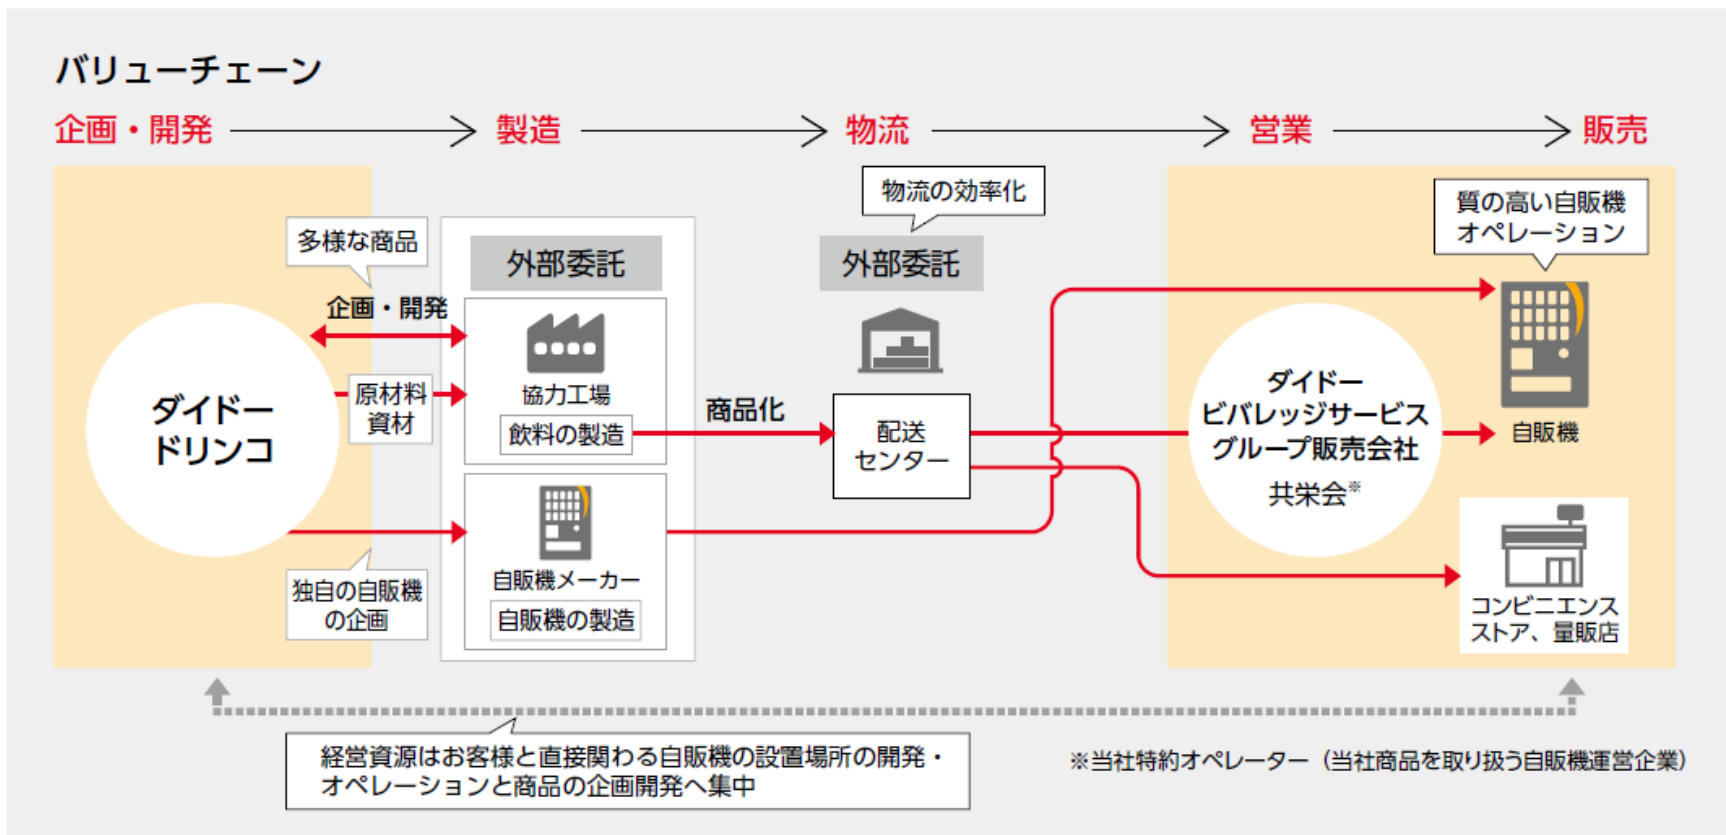 バリューチェーン
企画・開発
製造
物流
営業
販売
物流の効率化
質の高い自販機
オペレーション
多様な商品
外部委託
外部委託
企画・開発
ダイドー
ドリンコ
原材料
資材
協力工場
飲料の製造
商品化
配送
センター
ダイドー
ビバレッジサービス
グループ販売会社
共栄会※
自販機
独自の自販機
の企画
自販機メーカー
自販機の製造
コンビニエンス
ストア、量販店
経営資源はお客様と直接関わる自販機の設置場所の開発・
オペレーションと商品の企画開発へ集中
※当社特約オペレーター（当社商品を取り扱う自販機運営企業）